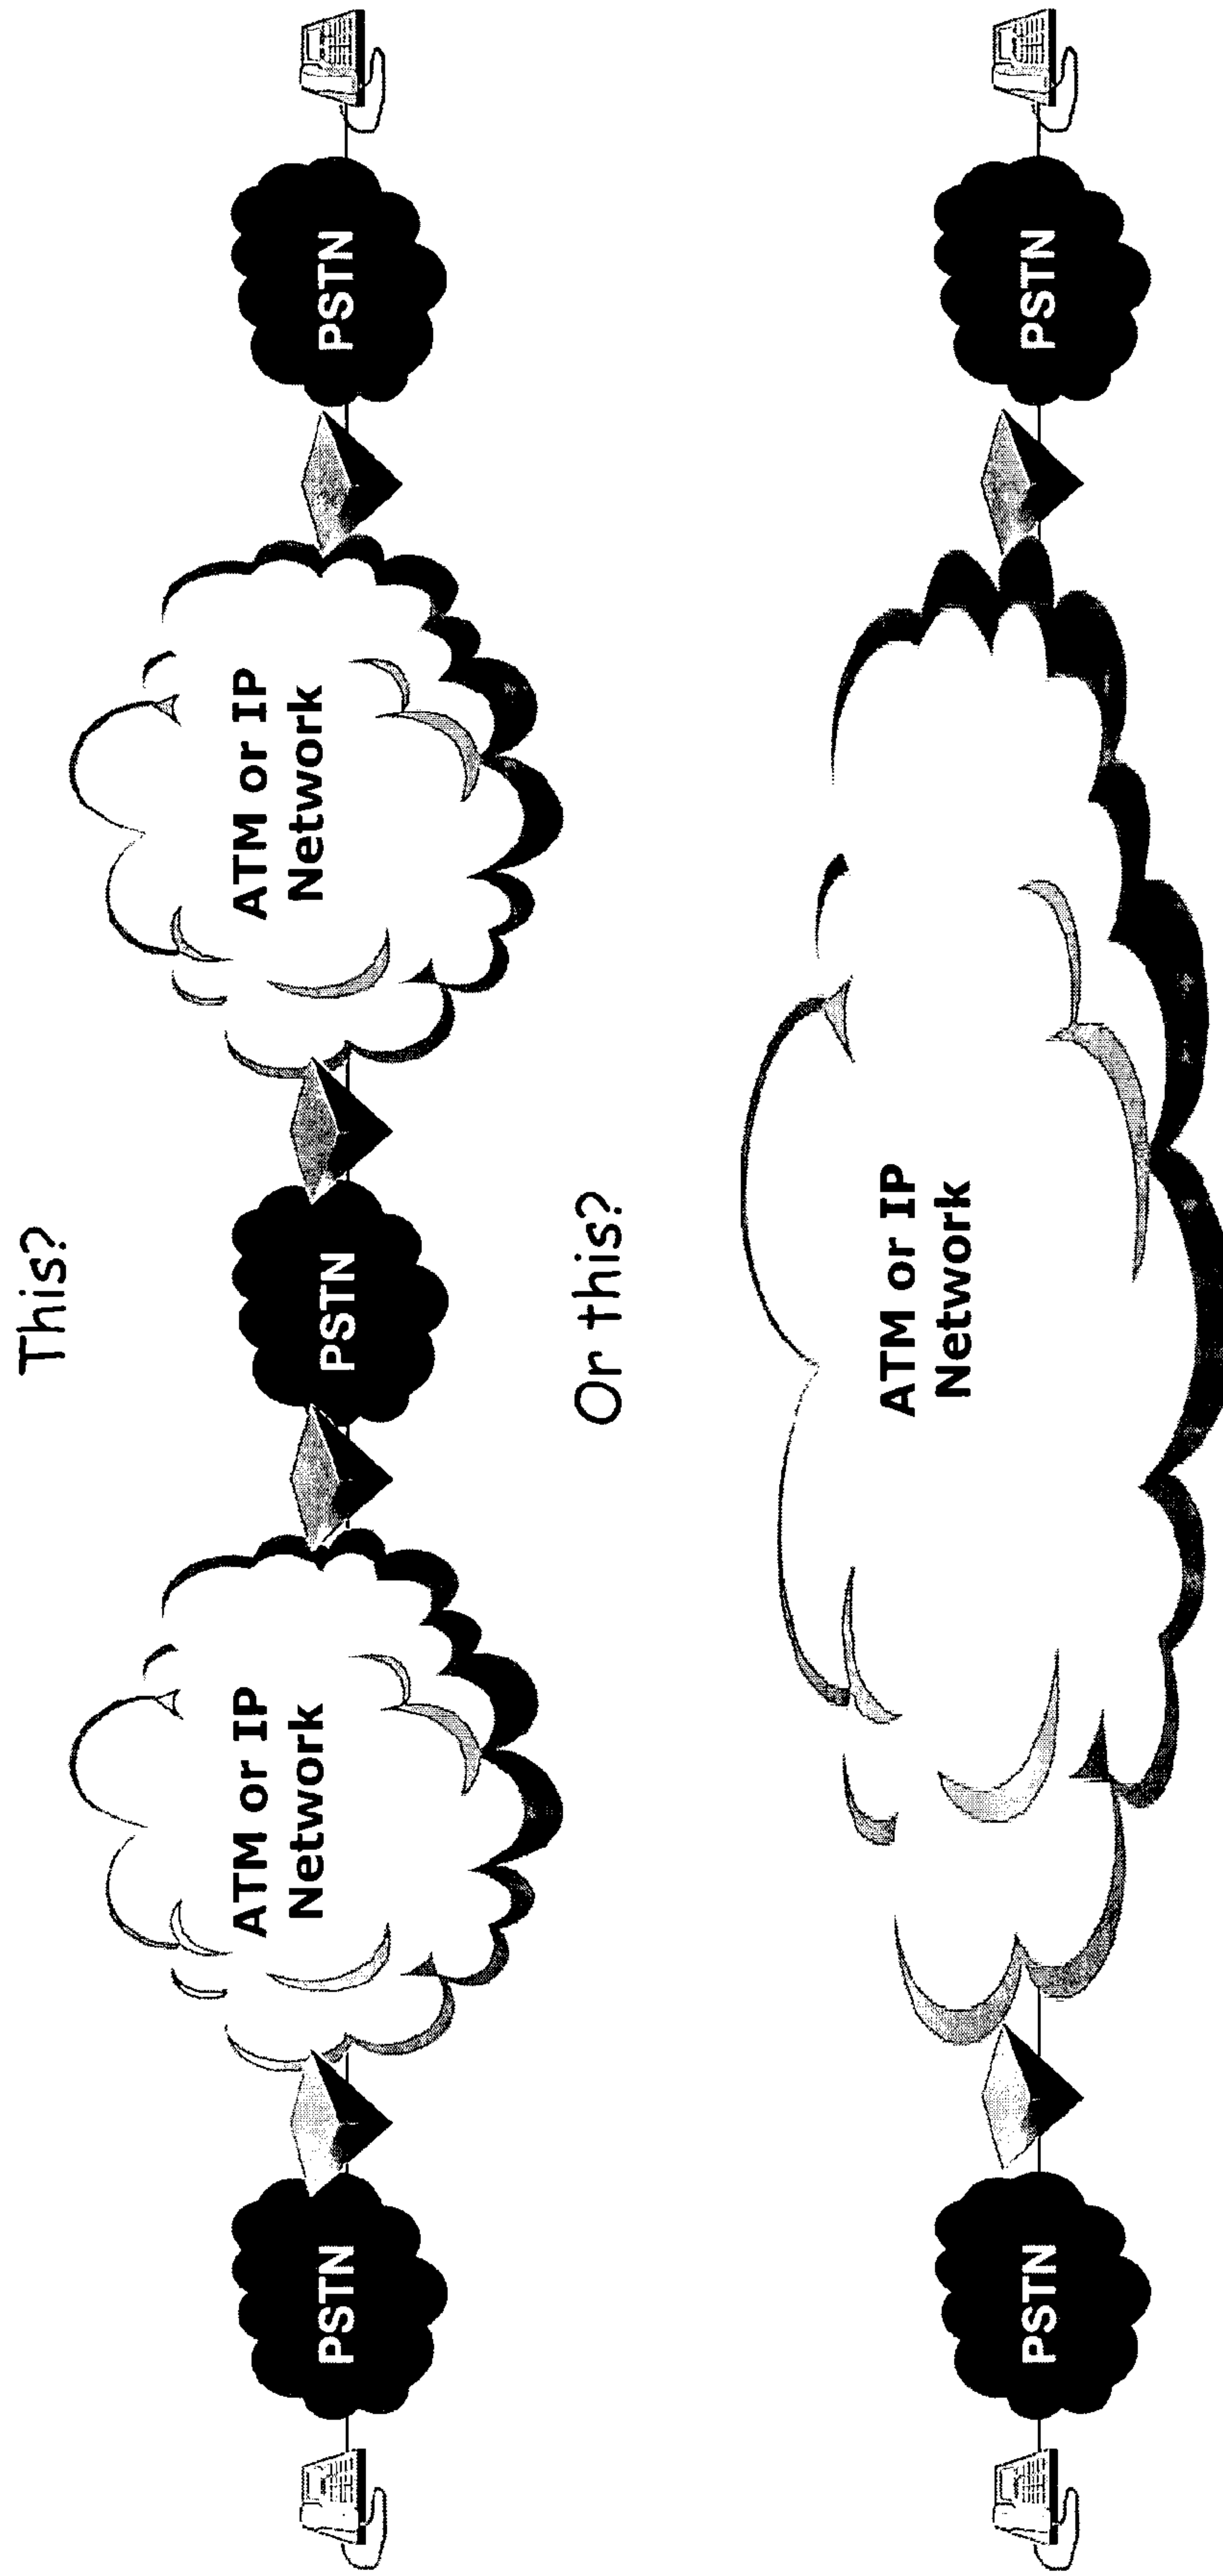 This?
PSTN
ATM or IP
Network
PSTN
ATM or IP
Network
PSTN
Or this?
PSTN
ATM or IP
Network
PSTN